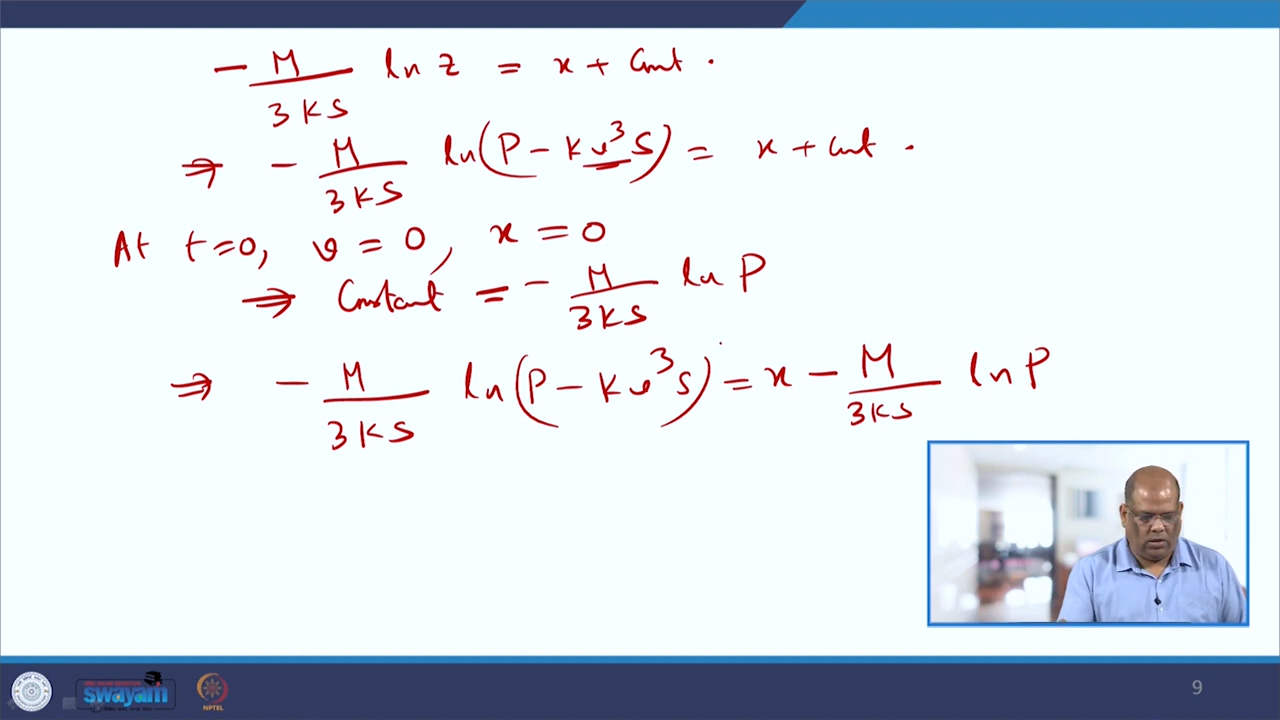 - M/3KS ln z = x + Cont.
⇒ - M/3KS ln(P - Kv³S) = x + Cont.
At t=0, v = 0, x = 0
⇒ Constant = - M/3KS ln P
⇒ - M/3KS ln(P - Kv³S) = x - M/3KS ln P
swayam
NPTEL
9